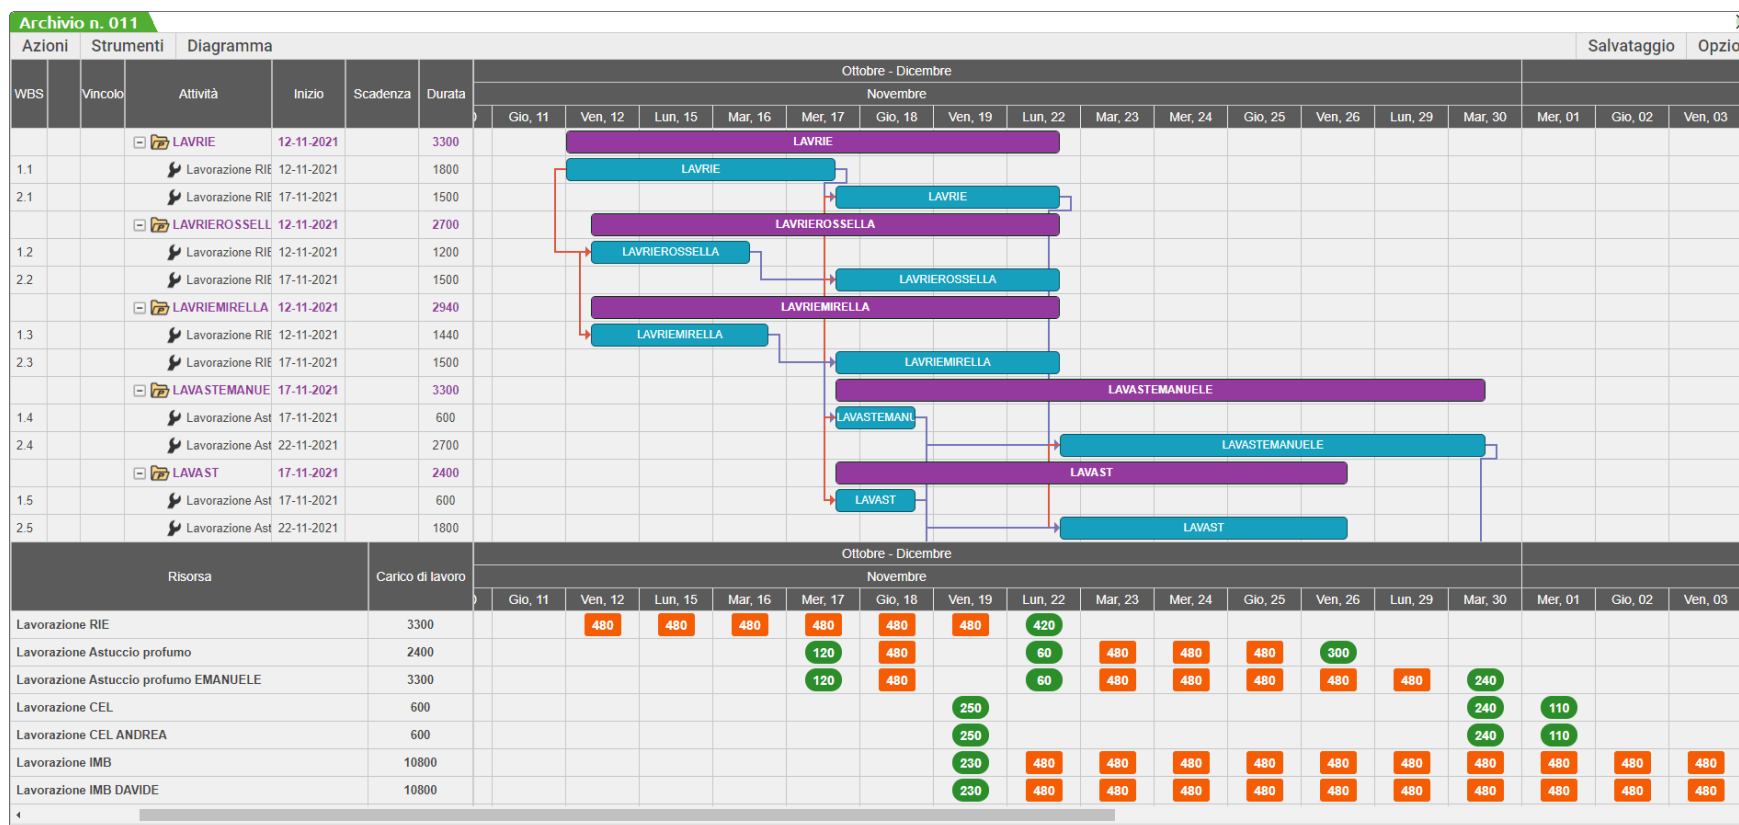 Archivio n. 011
Azioni Strumenti Diagramma Salvataggio Opzio
Ottobre - Dicembre
WBS Vincolo Attività Inizio Scadenza Durata Novembre
Gio, 11 Ven, 12 Lun, 15 Mar, 16 Mer, 17 Gio, 18 Ven, 19 Lun, 22 Mar, 23 Mer, 24 Gio, 25 Ven, 26 Lun, 29 Mar, 30 Mer, 01 Gio, 02 Ven, 03
LAVRIE 12-11-2021 3300 LAVRIE
1.1 Lavorazione RIE 12-11-2021 1800 LAVRIE
2.1 Lavorazione RIE 17-11-2021 1500 LAVRIE
LAVRIEROSSELL 12-11-2021 2700 LAVRIEROSSELLA
1.2 Lavorazione RIE 12-11-2021 1200 LAVRIEROSSELLA
2.2 Lavorazione RIE 17-11-2021 1500 LAVRIEROSSELLA
LAVRIEMIRELLA 12-11-2021 2940 LAVRIEMIRELLA
1.3 Lavorazione RIE 12-11-2021 1440 LAVRIEMIRELLA
2.3 Lavorazione RIE 17-11-2021 1500 LAVRIEMIRELLA
LAVASTEMANUE 17-11-2021 3300 LAVASTEMANUELE
1.4 Lavorazione Ast 17-11-2021 600 LAVASTEMANU
2.4 Lavorazione Ast 22-11-2021 2700 LAVASTEMANUELE
LAVAST 17-11-2021 2400 LAVAST
1.5 Lavorazione Ast 17-11-2021 600 LAVAST
2.5 Lavorazione Ast 22-11-2021 1800 LAVAST
Ottobre - Dicembre
Risorsa Carico di lavoro Novembre
Gio, 11 Ven, 12 Lun, 15 Mar, 16 Mer, 17 Gio, 18 Ven, 19 Lun, 22 Mar, 23 Mer, 24 Gio, 25 Ven, 26 Lun, 29 Mar, 30 Mer, 01 Gio, 02 Ven, 03
Lavorazione RIE 3300 480 480 480 480 480 480 420
Lavorazione Astuccio profumo 2400 120 480 60 480 480 480 300
Lavorazione Astuccio profumo EMANUELE 3300 120 480 60 480 480 480 480 480 240
Lavorazione CEL 600 250 240 110
Lavorazione CEL ANDREA 600 250 240 110
Lavorazione IMB 10800 230 480 480 480 480 480 480 480 480 480 480
Lavorazione IMB DAVIDE 10800 230 480 480 480 480 480 480 480 480 480 480